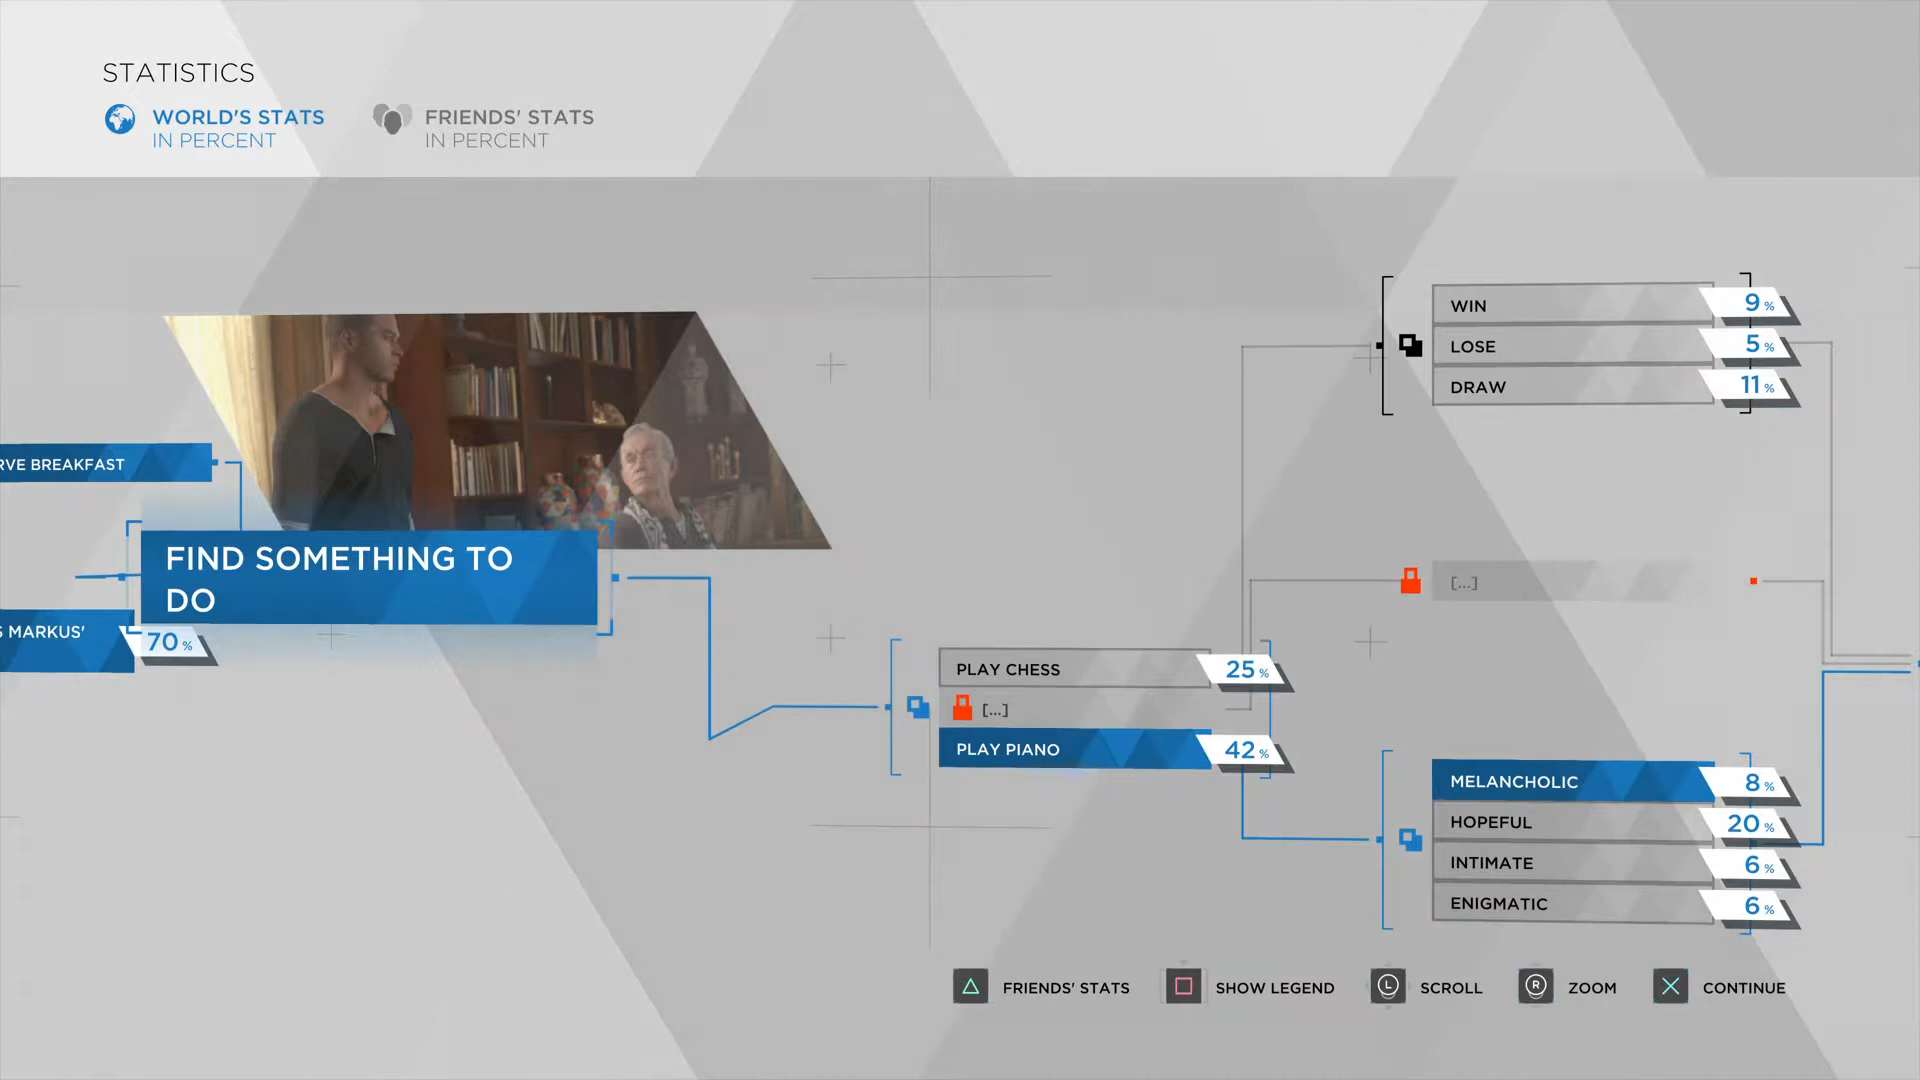 STATISTICS
WORLD'S STATS
IN PERCENT
FRIENDS' STATS
IN PERCENT
RVE BREAKFAST
FIND SOMETHING TO
DO
S MARKUS'
70 %
PLAY CHESS
25 %
[...]
PLAY PIANO
42 %
WIN
9 %
LOSE
5 %
DRAW
11 %
[...]
MELANCHOLIC
8 %
HOPEFUL
20 %
INTIMATE
6 %
ENIGMATIC
6 %
FRIENDS' STATS
SHOW LEGEND
L
SCROLL
R
ZOOM
CONTINUE